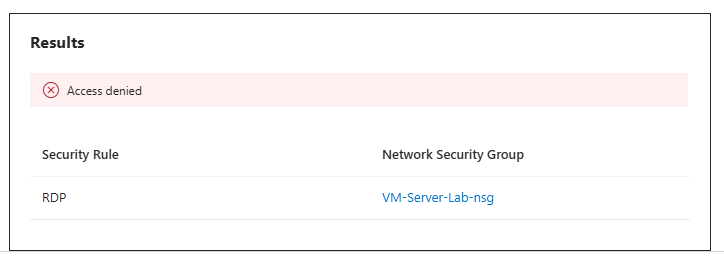 Results
Access denied
Security Rule Network Security Group
RDP VM-Server-Lab-nsg